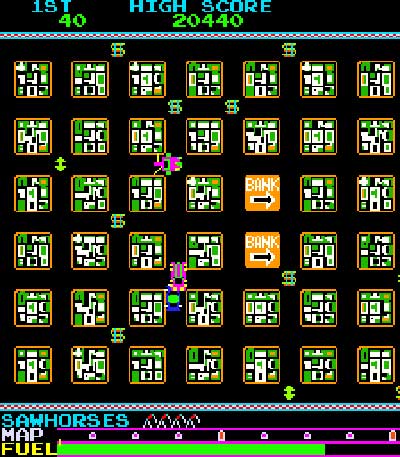 1ST HIGH SCORE
40 20440
$ $
$ $
BANK
$
BANK
$
$
SAWHORSES
MAP
FUEL